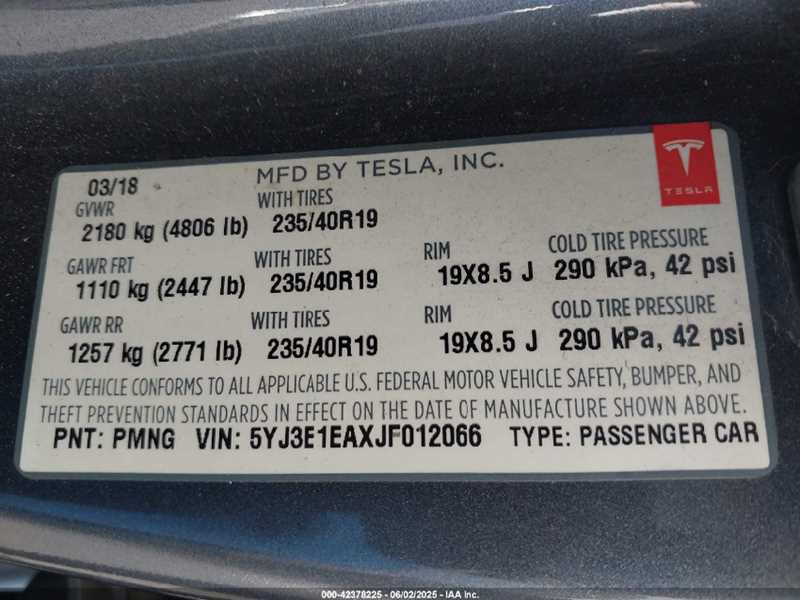 MFD BY TESLA, INC.
TESLA
03/18
GVWR WITH TIRES
2180 kg (4806 lb) 235/40R19
GAWR FRT WITH TIRES RIM COLD TIRE PRESSURE
1110 kg (2447 lb) 235/40R19 19X8.5 J 290 kPa, 42 psi
GAWR RR WITH TIRES RIM COLD TIRE PRESSURE
1257 kg (2771 lb) 235/40R19 19X8.5 J 290 kPa, 42 psi
THIS VEHICLE CONFORMS TO ALL APPLICABLE U.S. FEDERAL MOTOR VEHICLE SAFETY, BUMPER, AND
THEFT PREVENTION STANDARDS IN EFFECT ON THE DATE OF MANUFACTURE SHOWN ABOVE.
PNT: PMNG VIN: 5YJ3E1EAXJF012066 TYPE: PASSENGER CAR
000-42378225 - 06/02/2025 - IAA Inc.